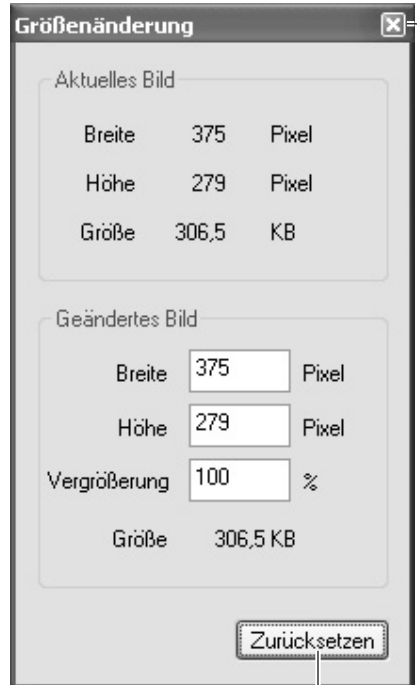 Größenänderung
Aktuelles Bild
Breite 375 Pixel
Höhe 279 Pixel
Größe 306,5 KB
Geändertes Bild
Breite 375 Pixel
Höhe 279 Pixel
Vergrößerung 100 %
Größe 306,5 KB
Zurücksetzen